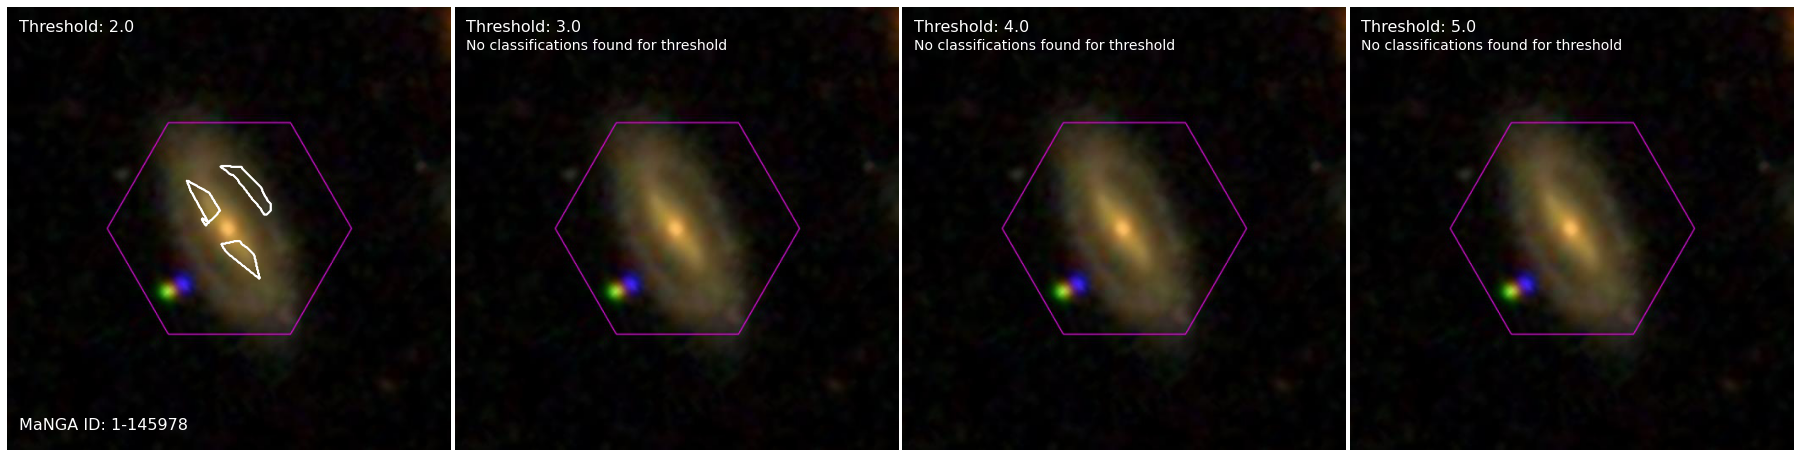 Threshold: 2.0
MaNGA ID: 1-145978
Threshold: 3.0
No classifications found for threshold
Threshold: 4.0
No classifications found for threshold
Threshold: 5.0
No classifications found for threshold